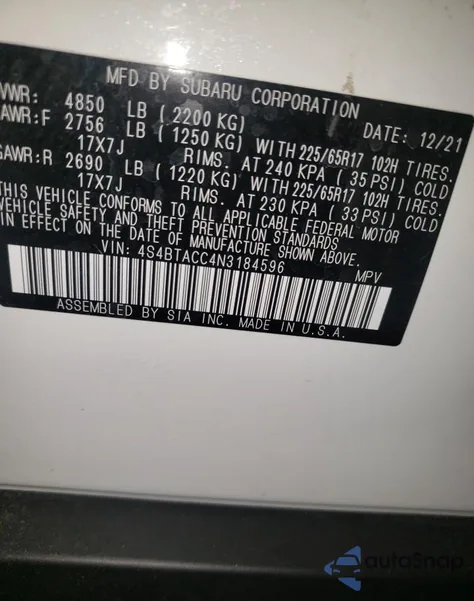 MFD BY SUBARU CORPORATION
VWR: 4850 LB (2200 KG) DATE: 12/21
AWR:F 2756 LB (1250 KG) WITH 225/65R17 102H TIRES.
17X7J RIMS. AT 240 KPA (35 PSI) COLD
GAWR:R 2690 LB (1220 KG) WITH 225/65R17 102H TIRES.
17X7J RIMS. AT 230 KPA (33 PSI) COLD
THIS VEHICLE CONFORMS TO ALL APPLICABLE FEDERAL MOTOR
VEHICLE SAFETY AND THEFT PREVENTION STANDARDS
IN EFFECT ON THE DATE OF MANUFACTURE SHOWN ABOVE.
VIN: 4S4BTACC4N3184596 MPV
ASSEMBLED BY SIA INC. MADE IN U.S.A.
autoSnap